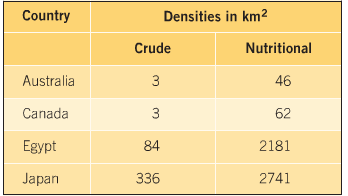 Country Densities in km²
Crude Nutritional
Australia 3 46
Canada 3 62
Egypt 84 2181
Japan 336 2741